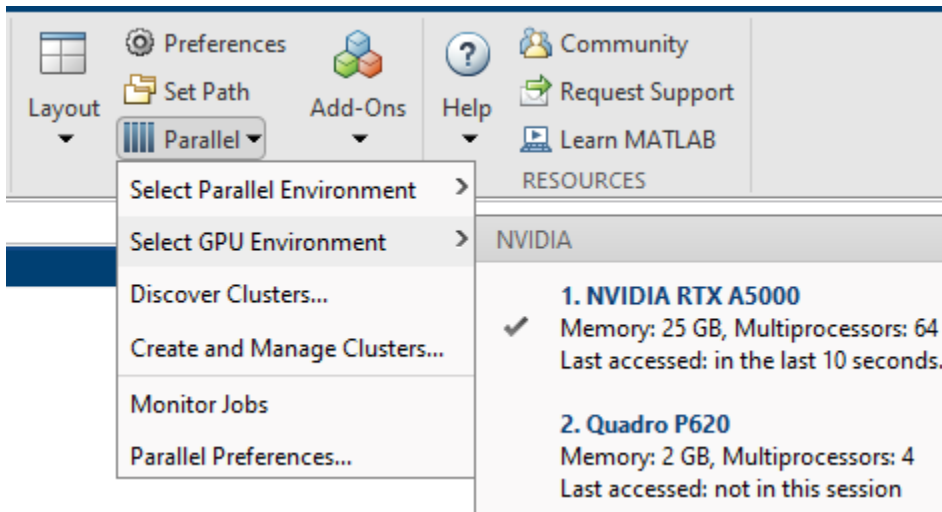 Layout
Preferences
Set Path
Parallel
Add-Ons
Help
Community
Request Support
Learn MATLAB
RESOURCES
Select Parallel Environment
Select GPU Environment
Discover Clusters...
Create and Manage Clusters...
Monitor Jobs
Parallel Preferences...
NVIDIA
1. NVIDIA RTX A5000
Memory: 25 GB, Multiprocessors: 64
Last accessed: in the last 10 seconds.
2. Quadro P620
Memory: 2 GB, Multiprocessors: 4
Last accessed: not in this session